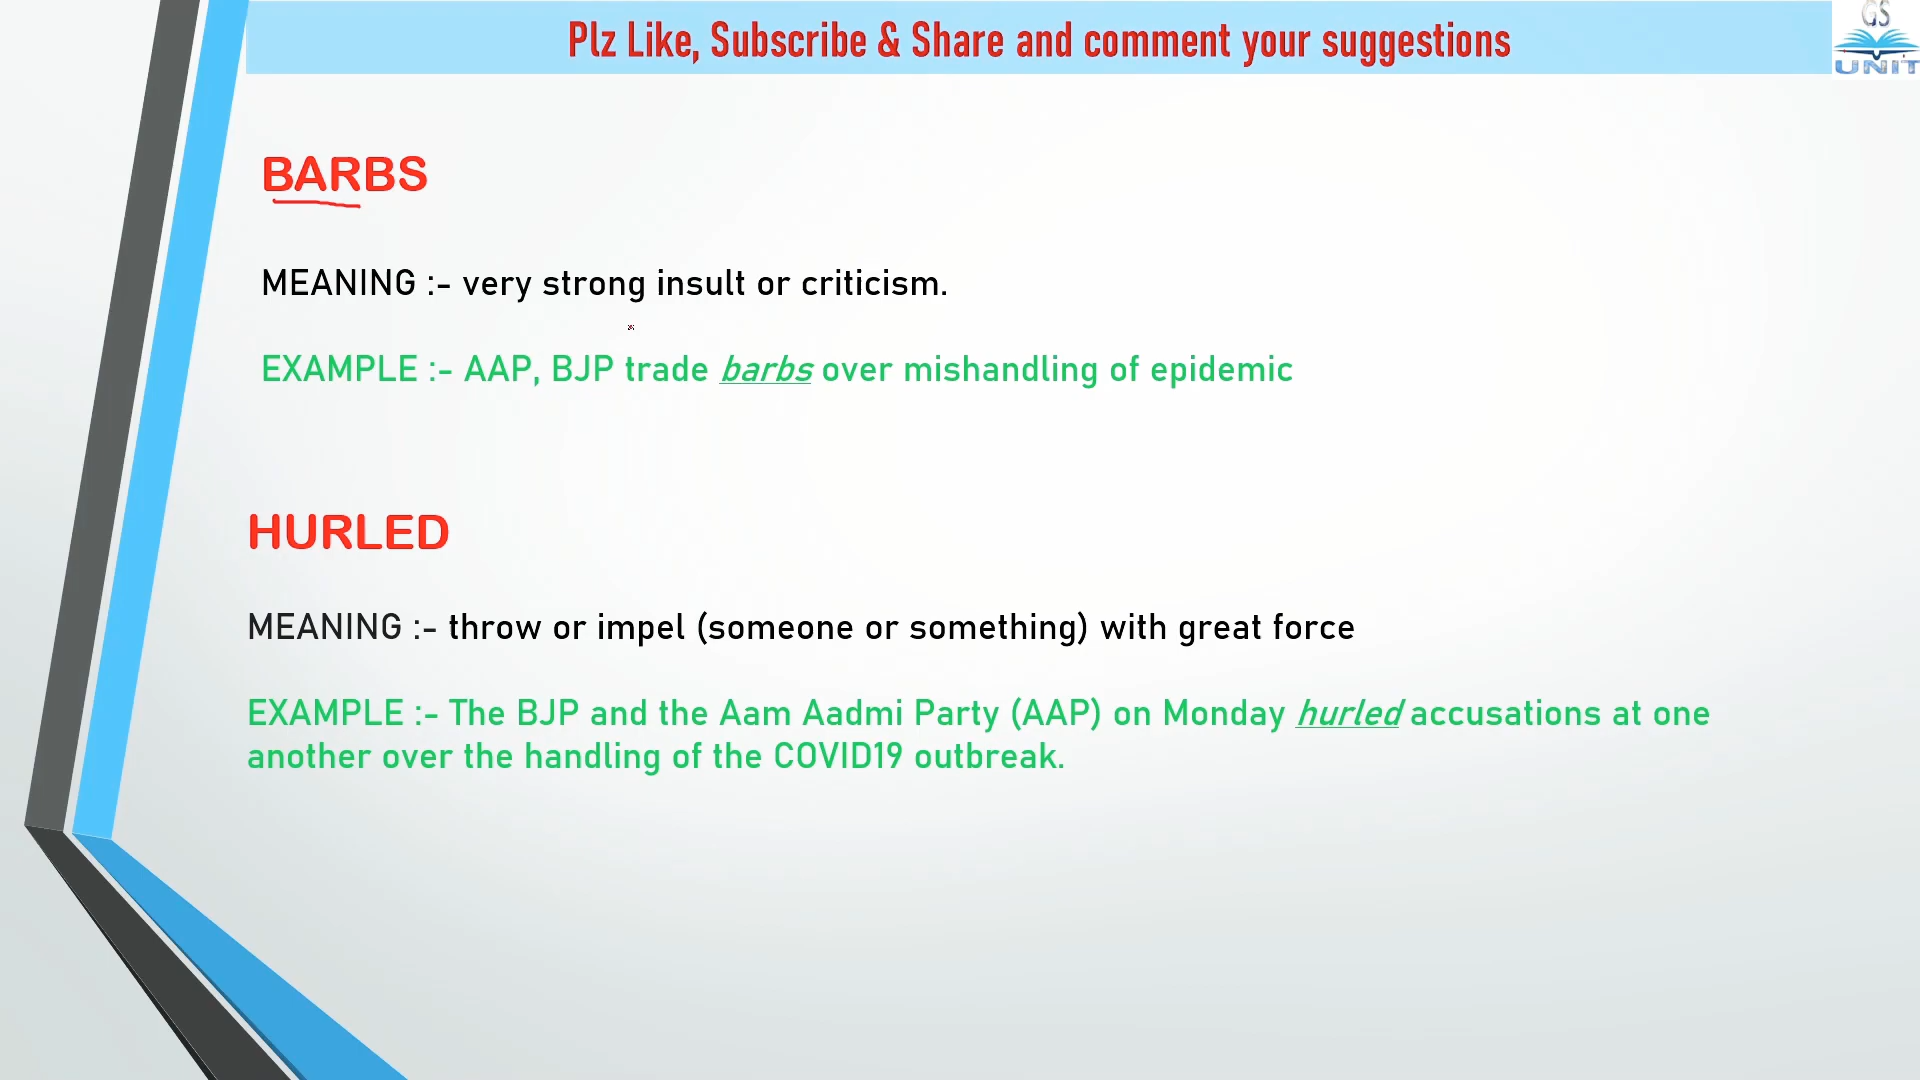 Plz Like, Subscribe & Share and comment your suggestions
GS
UNIT
BARBS
MEANING :- very strong insult or criticism.
EXAMPLE :- AAP, BJP trade barbs over mishandling of epidemic
HURLED
MEANING :- throw or impel (someone or something) with great force
EXAMPLE :- The BJP and the Aam Aadmi Party (AAP) on Monday hurled accusations at one
another over the handling of the COVID19 outbreak.